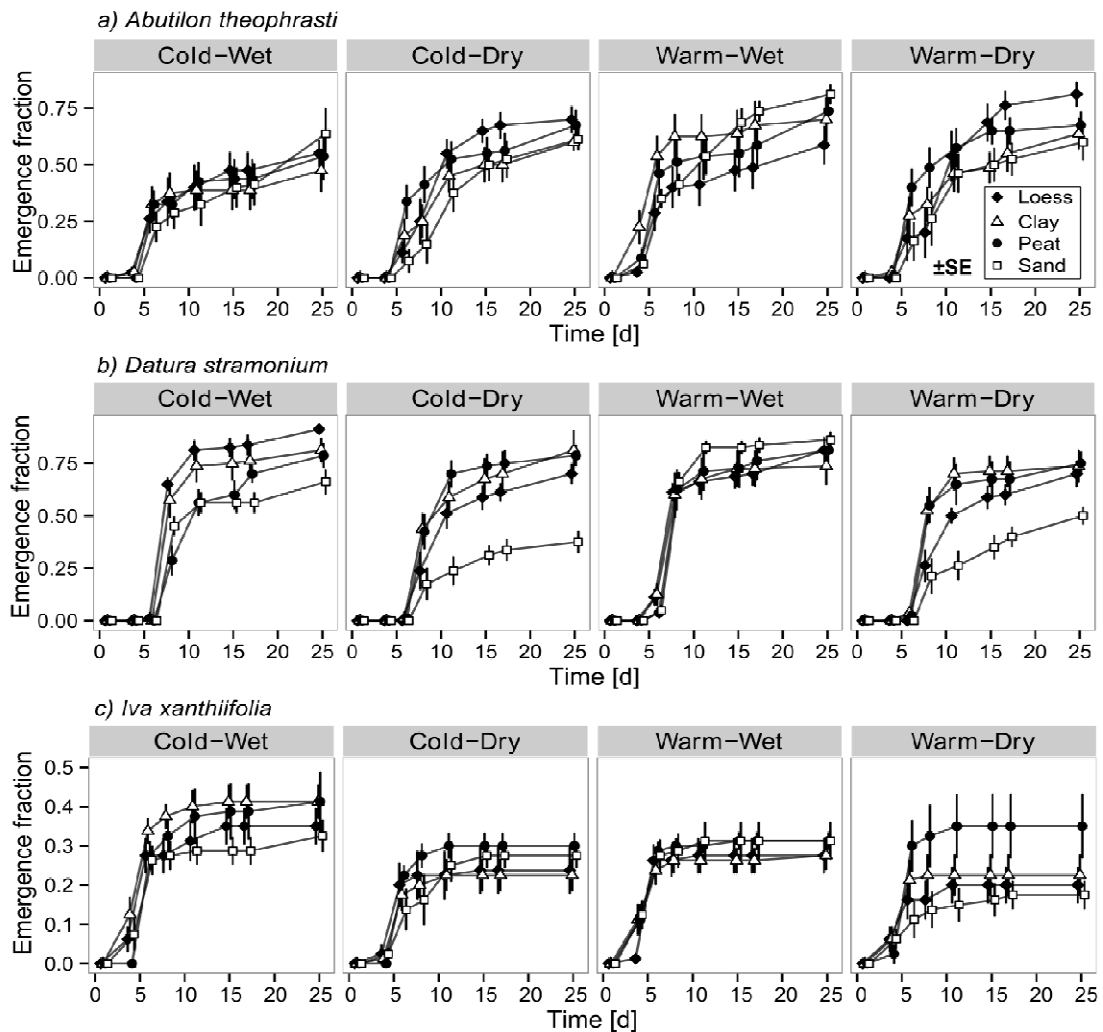 a) Abutilon theophrasti
Cold−Wet Cold−Dry Warm−Wet Warm−Dry
Emergence fraction
0.75
0.50
0.25
0.00
Loess
Clay
Peat
Sand
±SE
0 5 10 15 20 25 0 5 10 15 20 25 0 5 10 15 20 25 0 5 10 15 20 25
Time [d]
b) Datura stramonium
Cold−Wet Cold−Dry Warm−Wet Warm−Dry
Emergence fraction
0.75
0.50
0.25
0.00
0 5 10 15 20 25 0 5 10 15 20 25 0 5 10 15 20 25 0 5 10 15 20 25
Time [d]
c) Iva xanthiifolia
Cold−Wet Cold−Dry Warm−Wet Warm−Dry
Emergence fraction
0.5
0.4
0.3
0.2
0.1
0.0
0 5 10 15 20 25 0 5 10 15 20 25 0 5 10 15 20 25 0 5 10 15 20 25
Time [d]